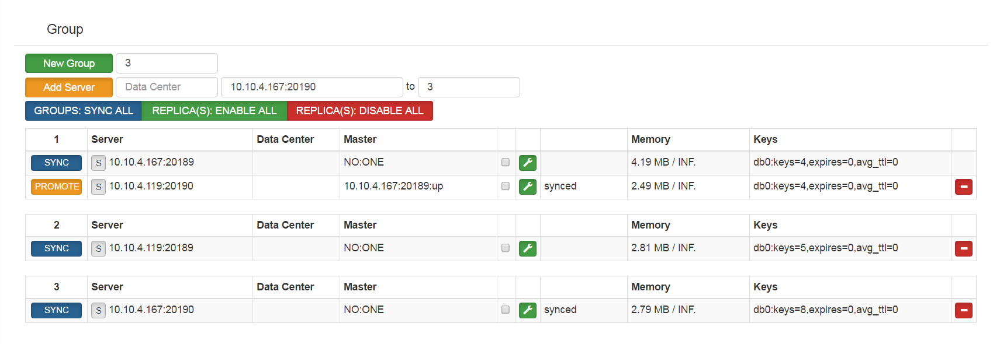 Group
New Group 3
Add Server Data Center 10.10.4.167:20190 to 3
GROUPS: SYNC ALL REPLICA(S): ENABLE ALL REPLICA(S): DISABLE ALL
1 Server Data Center Master Memory Keys
SYNC S 10.10.4.167:20189 NO:ONE 4.19 MB / INF. db0:keys=4,expires=0,avg_ttl=0
PROMOTE S 10.10.4.119:20190 10.10.4.167:20189:up synced 2.49 MB / INF. db0:keys=4,expires=0,avg_ttl=0
2 Server Data Center Master Memory Keys
SYNC S 10.10.4.119:20189 NO:ONE 2.81 MB / INF. db0:keys=5,expires=0,avg_ttl=0
3 Server Data Center Master Memory Keys
SYNC S 10.10.4.167:20190 NO:ONE synced 2.79 MB / INF. db0:keys=8,expires=0,avg_ttl=0